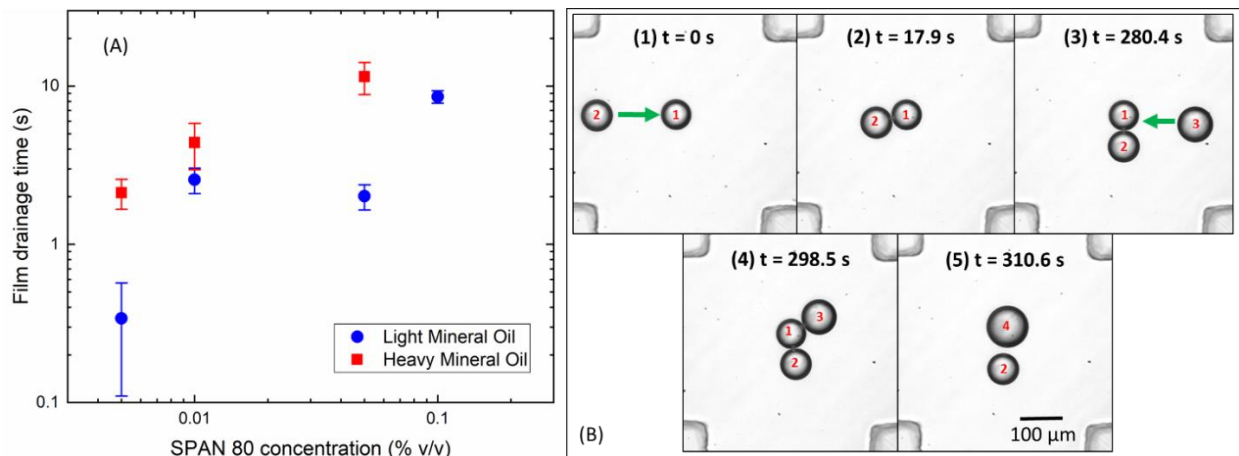 (A)
Film drainage time (s)
10
1
0.1
0.01
0.1
SPAN 80 concentration (% v/v)
Light Mineral Oil
Heavy Mineral Oil
(1) t = 0 s
2
1
(2) t = 17.9 s
2
1
(3) t = 280.4 s
1
3
2
(4) t = 298.5 s
3
1
2
(5) t = 310.6 s
4
2
100 μm
(B)